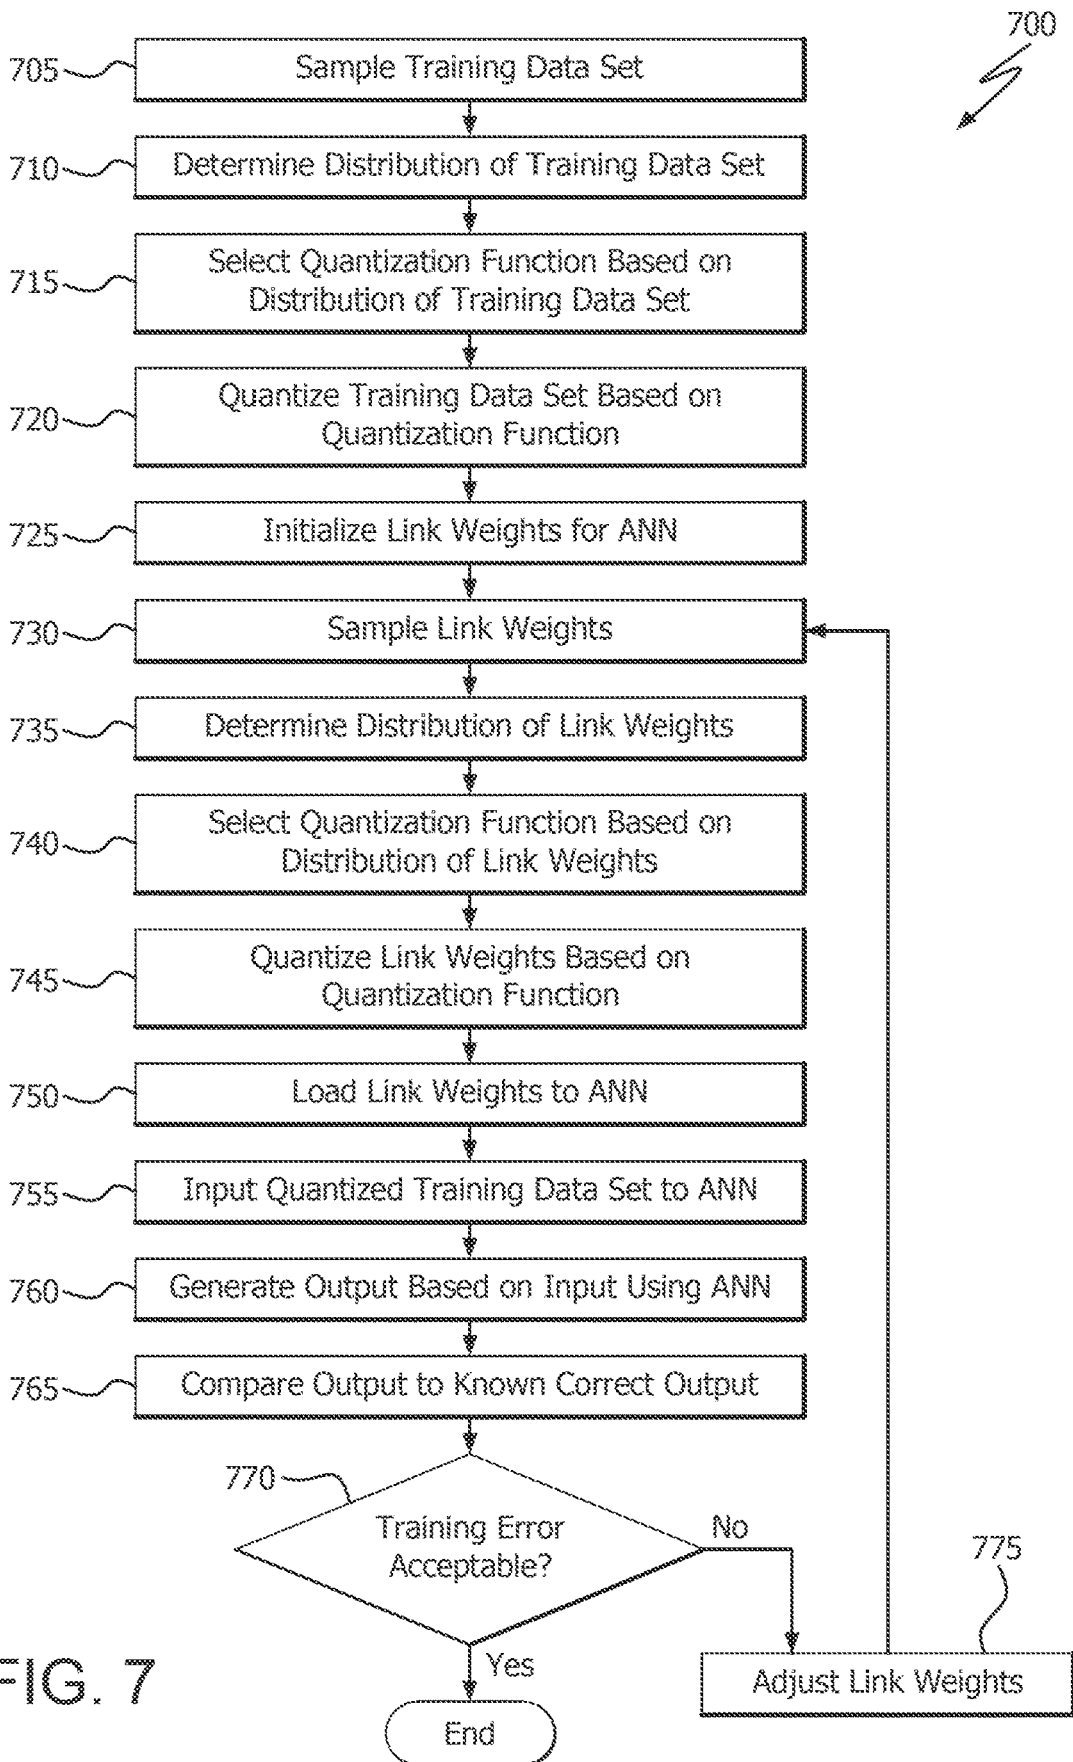 700
705
Sample Training Data Set
710
Determine Distribution of Training Data Set
715
Select Quantization Function Based on
Distribution of Training Data Set
720
Quantize Training Data Set Based on
Quantization Function
725
Initialize Link Weights for ANN
730
Sample Link Weights
735
Determine Distribution of Link Weights
740
Select Quantization Function Based on
Distribution of Link Weights
745
Quantize Link Weights Based on
Quantization Function
750
Load Link Weights to ANN
755
Input Quantized Training Data Set to ANN
760
Generate Output Based on Input Using ANN
765
Compare Output to Known Correct Output
770
Training Error
Acceptable?
No
775
Adjust Link Weights
Yes
End
FIG. 7